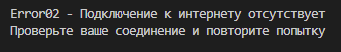 Error02 - Подключение к интернету отсутствует
Проверьте ваше соединение и повторите попытку